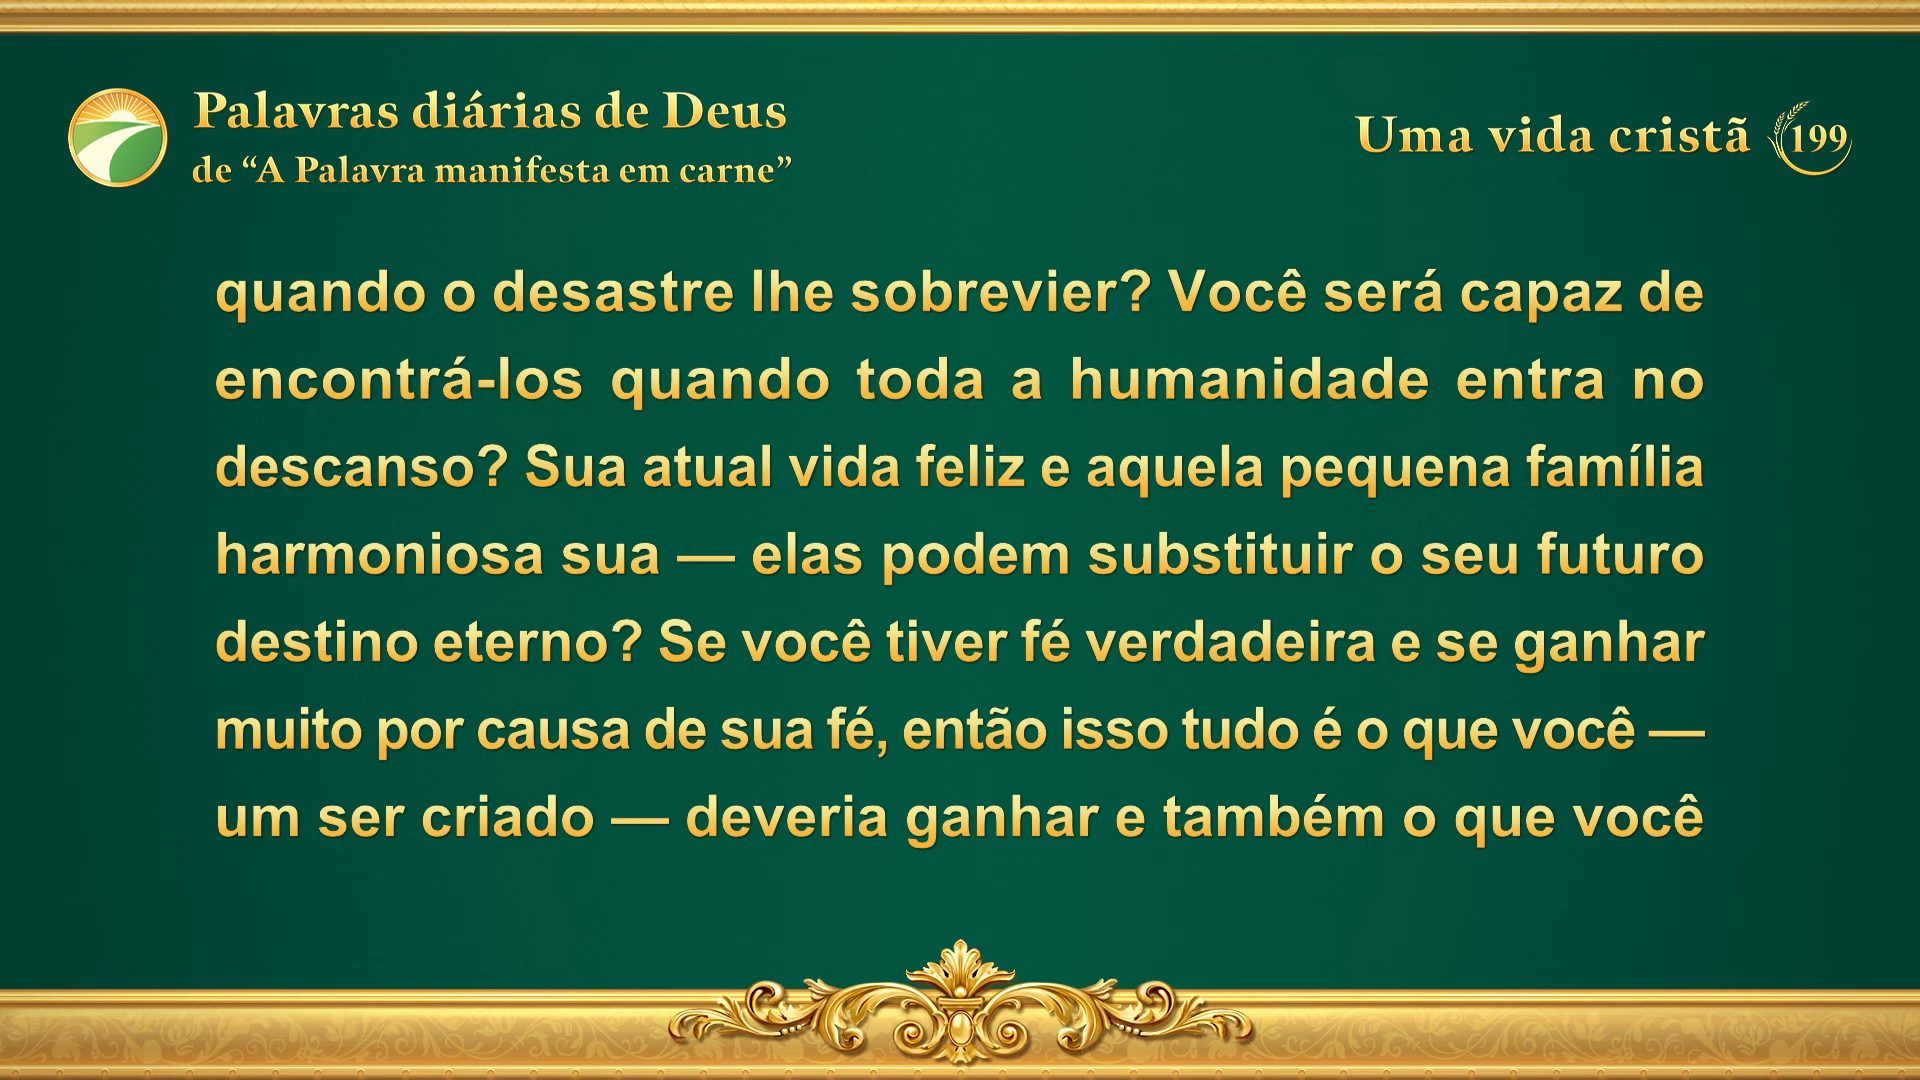 Palavras diárias de Deus
de “A Palavra manifesta em carne”
Uma vida cristã 199
quando o desastre lhe sobrevier? Você será capaz de
encontrá-los quando toda a humanidade entra no
descanso? Sua atual vida feliz e aquela pequena família
harmoniosa sua — elas podem substituir o seu futuro
destino eterno? Se você tiver fé verdadeira e se ganhar
muito por causa de sua fé, então isso tudo é o que você —
um ser criado — deveria ganhar e também o que você